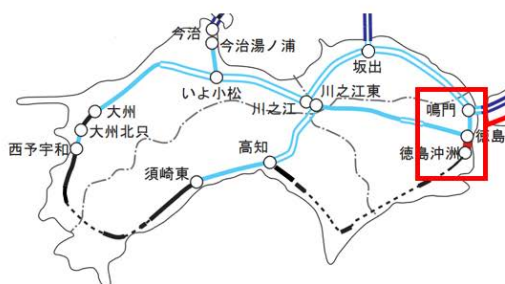 今治
今治湯ノ浦
坂出
いよ小松
川之江東
川之江
鳴門
大州
大州北只
徳島
西予宇和
高知
徳島沖洲
須崎東